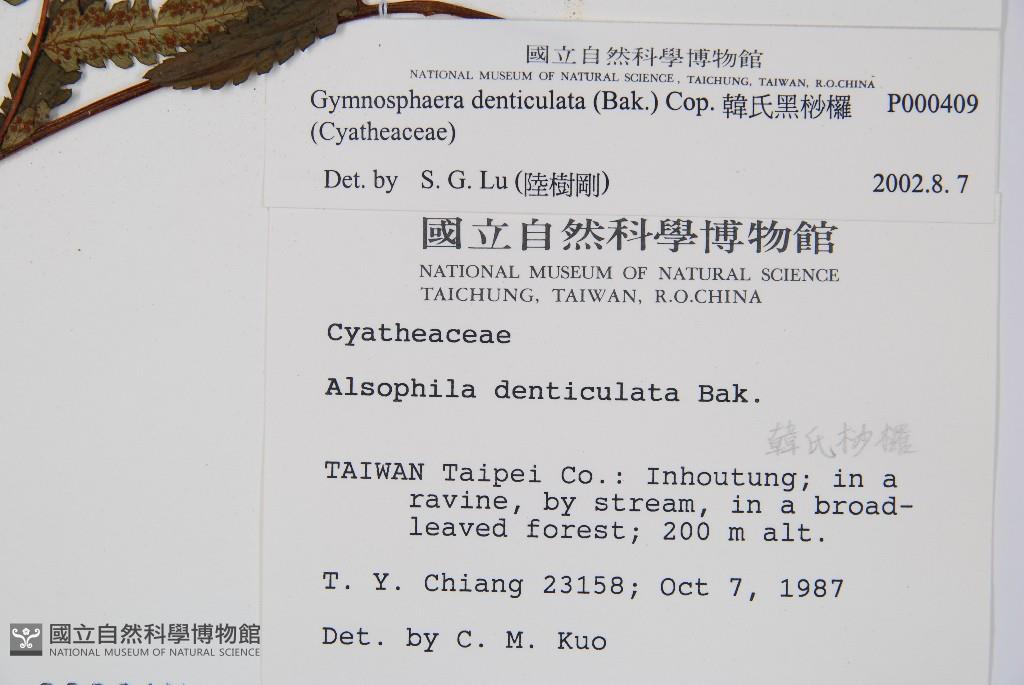 國立自然科學博物館
NATIONAL MUSEUM OF NATURAL SCIENCE, TAICHUNG, TAIWAN, R.O.CHINA
Gymnosphaera denticulata (Bak.) Cop. 韓氏黑桫欏 P000409
(Cyatheaceae)
Det. by S. G. Lu (陸樹剛) 2002.8. 7
國立自然科學博物館
NATIONAL MUSEUM OF NATURAL SCIENCE
TAICHUNG, TAIWAN, R.O.CHINA
Cyatheaceae
Alsophila denticulata Bak.
韓氏桫欏
TAIWAN Taipei Co.: Inhoutung; in a
ravine, by stream, in a broad-
leaved forest; 200 m alt.
T. Y. Chiang 23158; Oct 7, 1987
Det. by C. M. Kuo
國立自然科學博物館
NATIONAL MUSEUM OF NATURAL SCIENCE